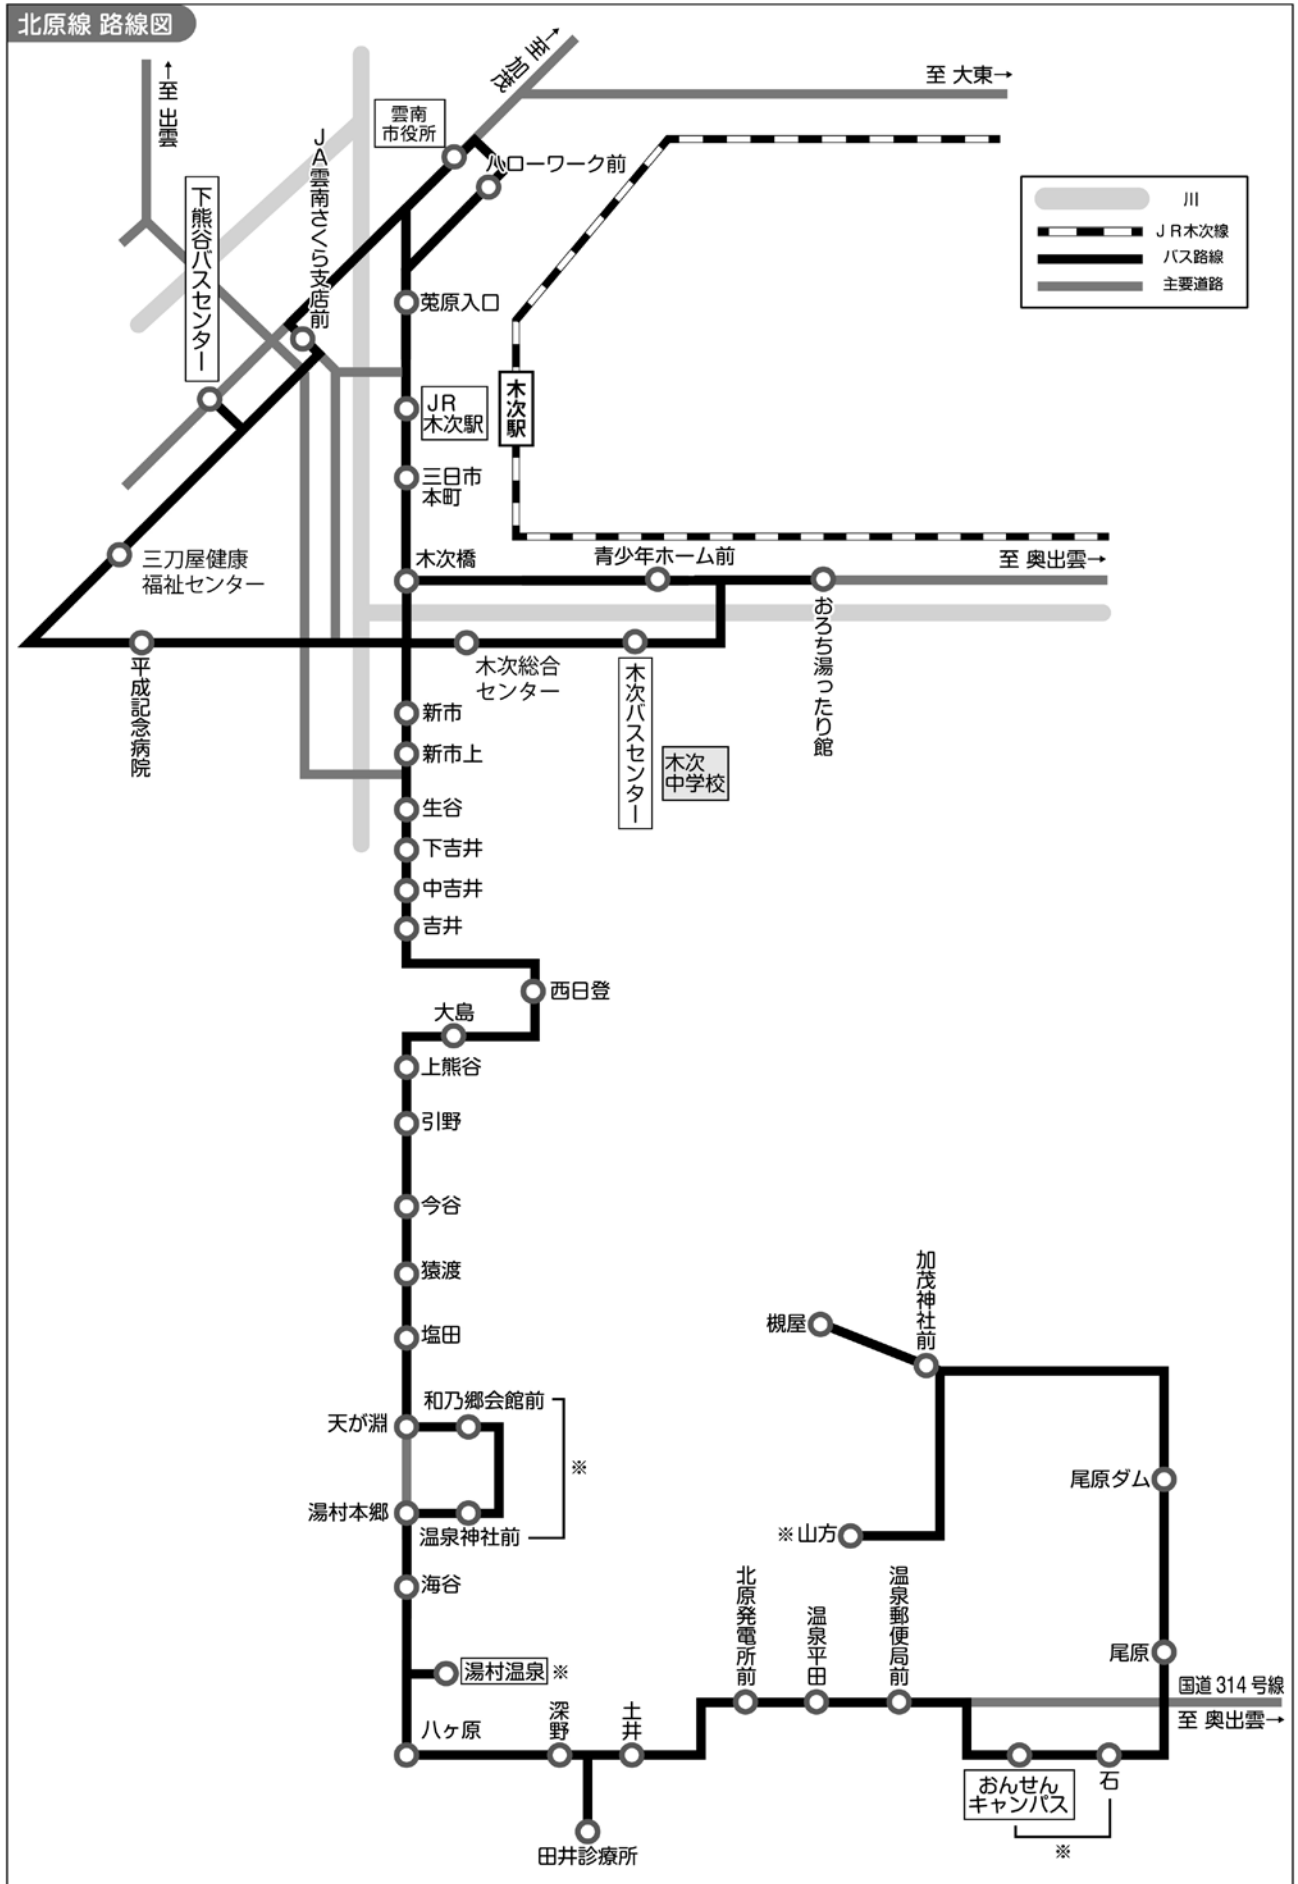 北原線 路線図
↑至 出雲
至 加茂→
至 大東→
雲南
市役所
ハローワーク前
JA雲南さくら支店前
下熊谷バスセンター
川
JR木次線
バス路線
主要道路
菟原入口
JR
木次駅
木次駅
三日市
本町
三刀屋健康
福祉センター
木次橋
青少年ホーム前
至 奥出雲→
おろち湯ったり館
平成記念病院
木次総合
センター
木次バスセンター
木次
中学校
新市
新市上
生谷
下吉井
中吉井
吉井
西日登
大島
上熊谷
引野
今谷
猿渡
塩田
天が淵
和乃郷会館前
※
湯村本郷
温泉神社前
海谷
湯村温泉 ※
八ヶ原
深野
土井
田井診療所
北原発電所前
温泉平田
温泉郵便局前
槻屋
加茂神社前
※山方
尾原ダム
尾原
国道314号線
至 奥出雲→
おんせん
キャンパス
石
※